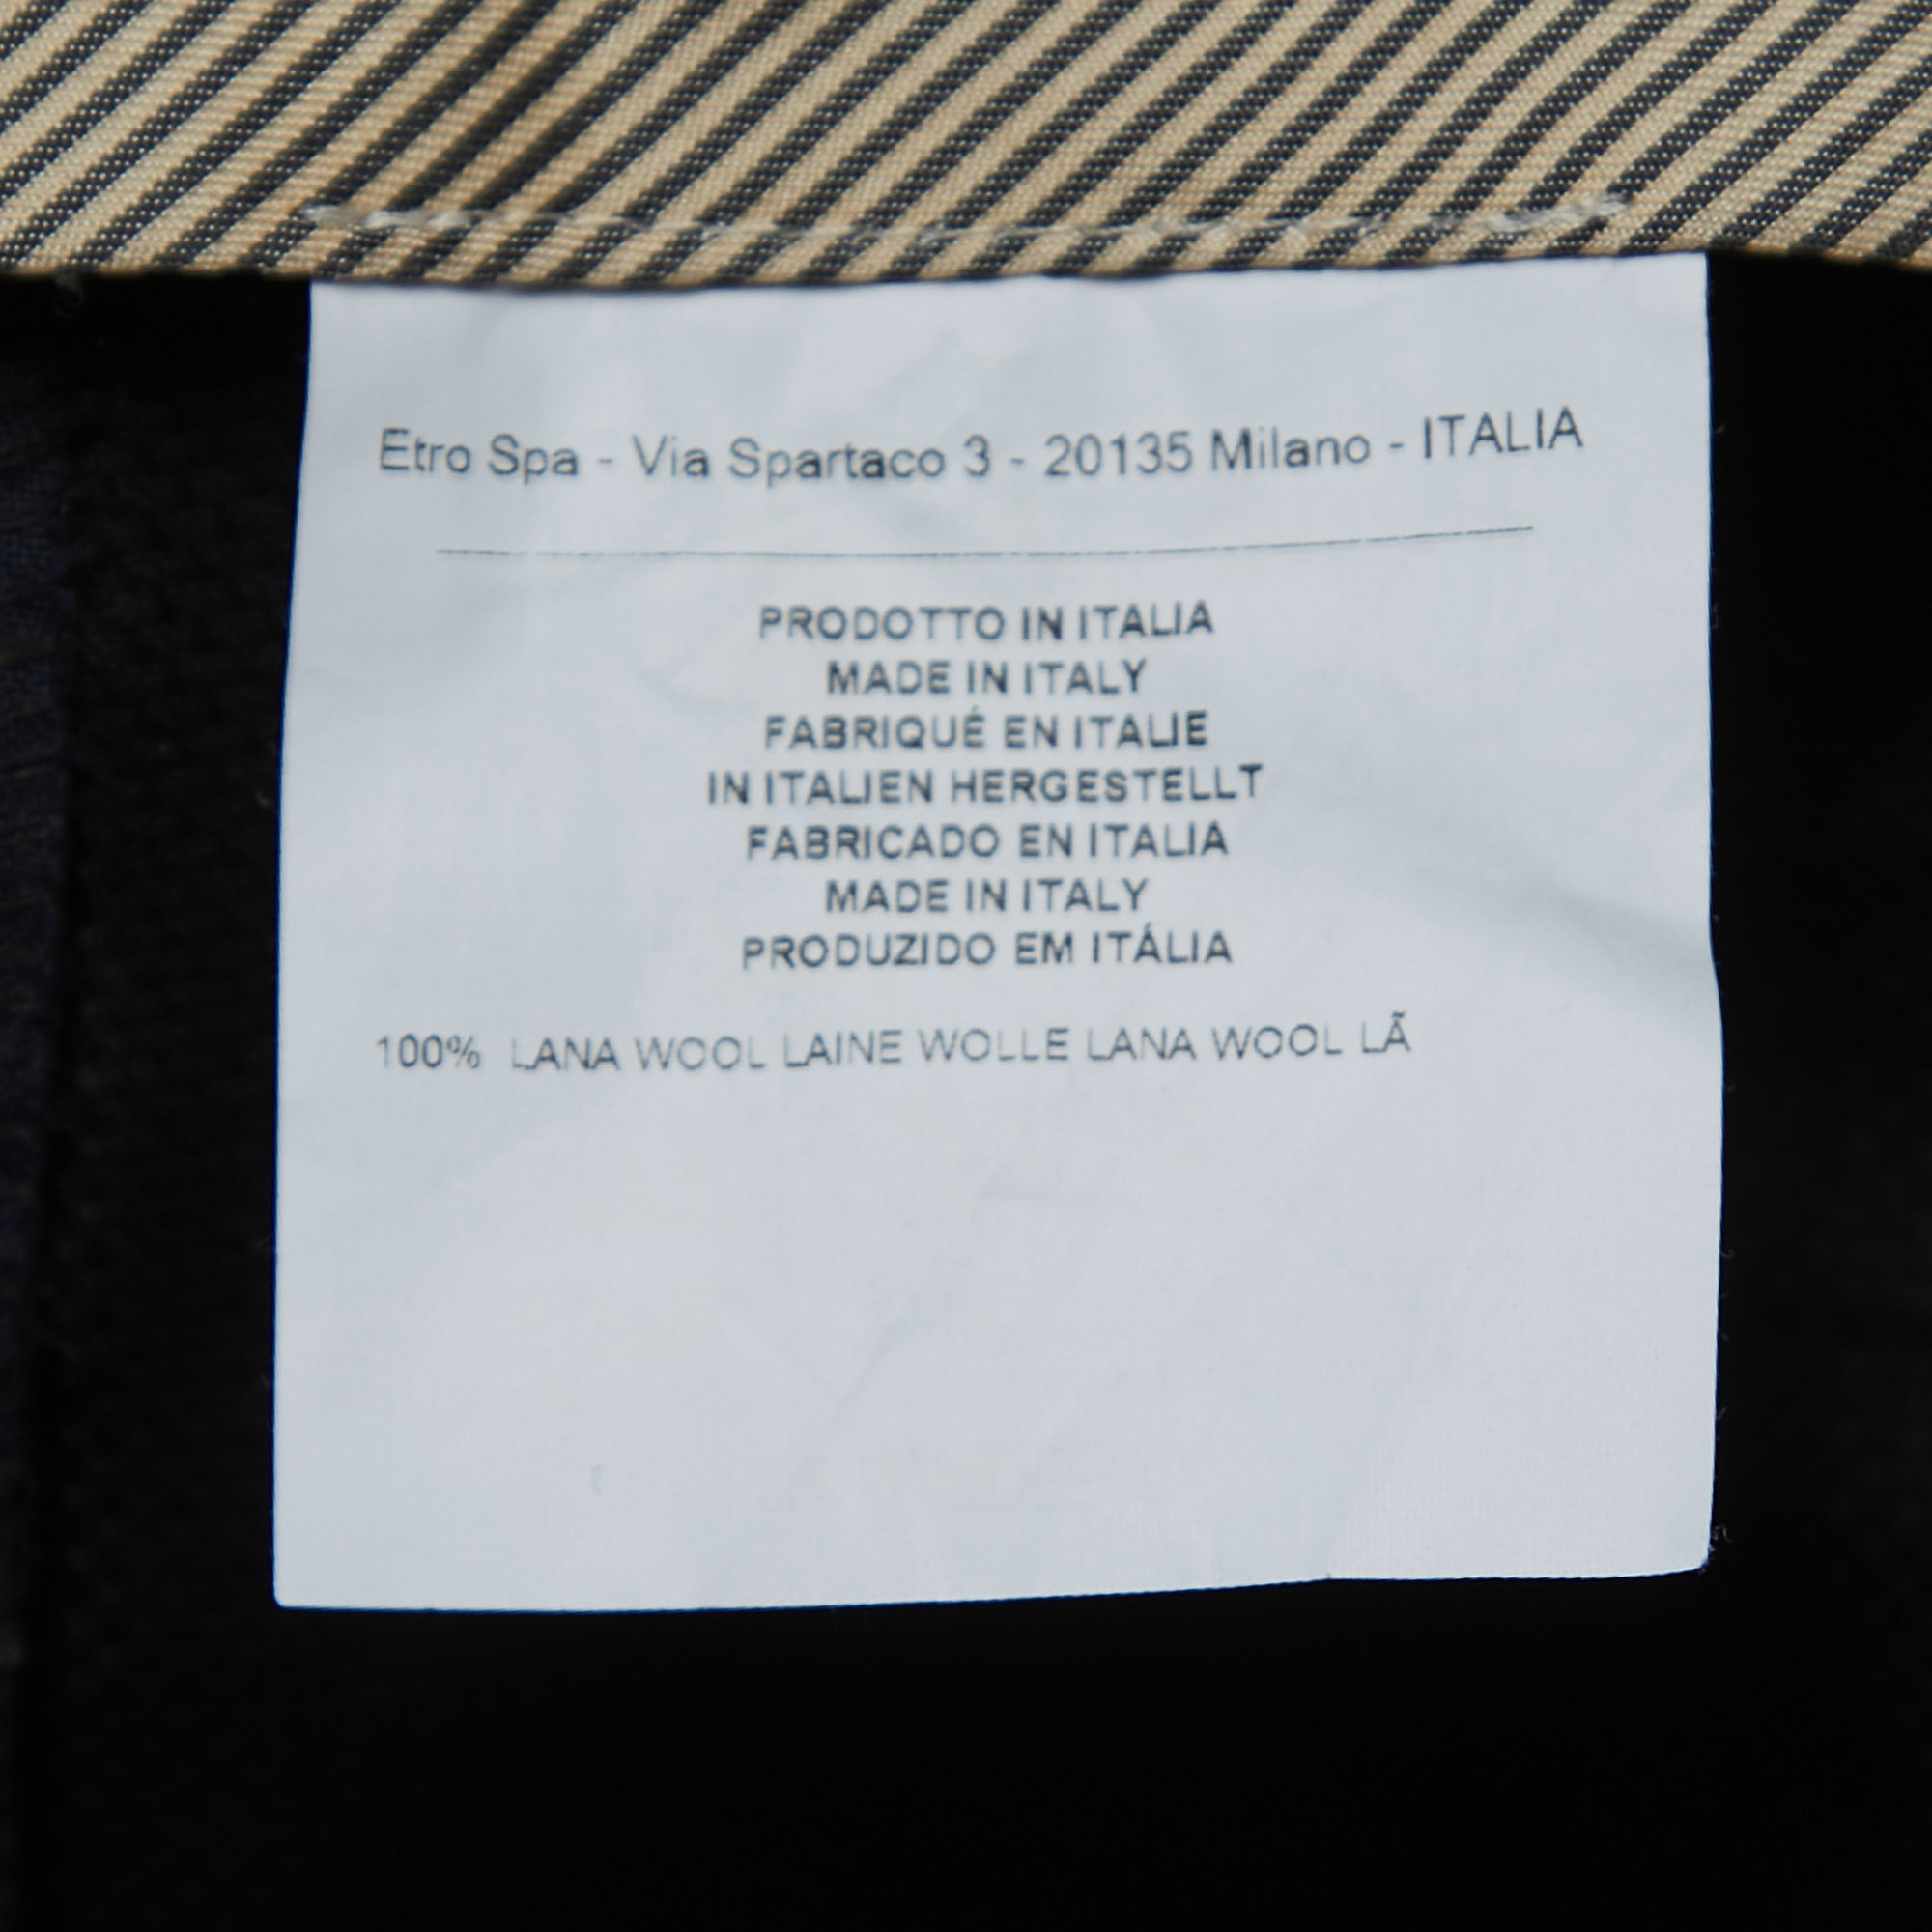 Etro Spa - Via Spartaco 3 - 20135 Milano - ITALIA
PRODOTTO IN ITALIA
MADE IN ITALY
FABRIQUÉ EN ITALIE
IN ITALIEN HERGESTELLT
FABRICADO EN ITALIA
MADE IN ITALY
PRODUZIDO EM ITÁLIA
100% LANA WOOL LAINE WOLLE LANA WOOL LÃ